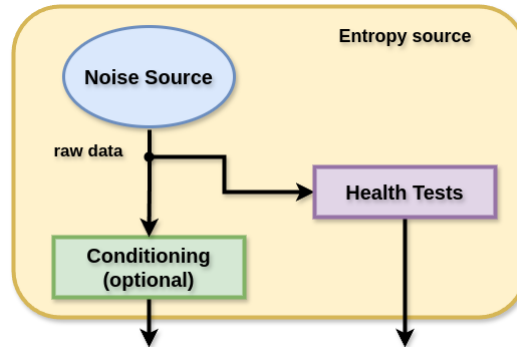 Entropy source
Noise Source
raw data
Health Tests
Conditioning
(optional)